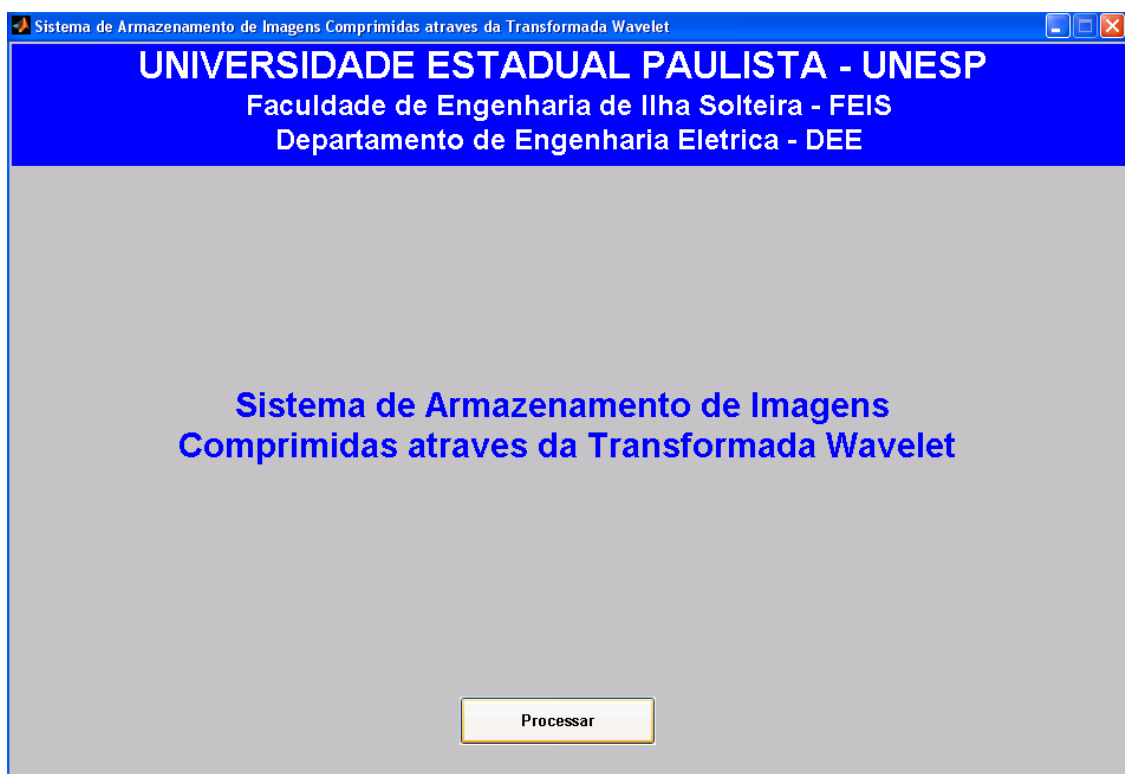 Sistema de Armazenamento de Imagens Comprimidas atraves da Transformada Wavelet
UNIVERSIDADE ESTADUAL PAULISTA - UNESP
Faculdade de Engenharia de Ilha Solteira - FEIS
Departamento de Engenharia Eletrica - DEE
Sistema de Armazenamento de Imagens
Comprimidas atraves da Transformada Wavelet
Processar